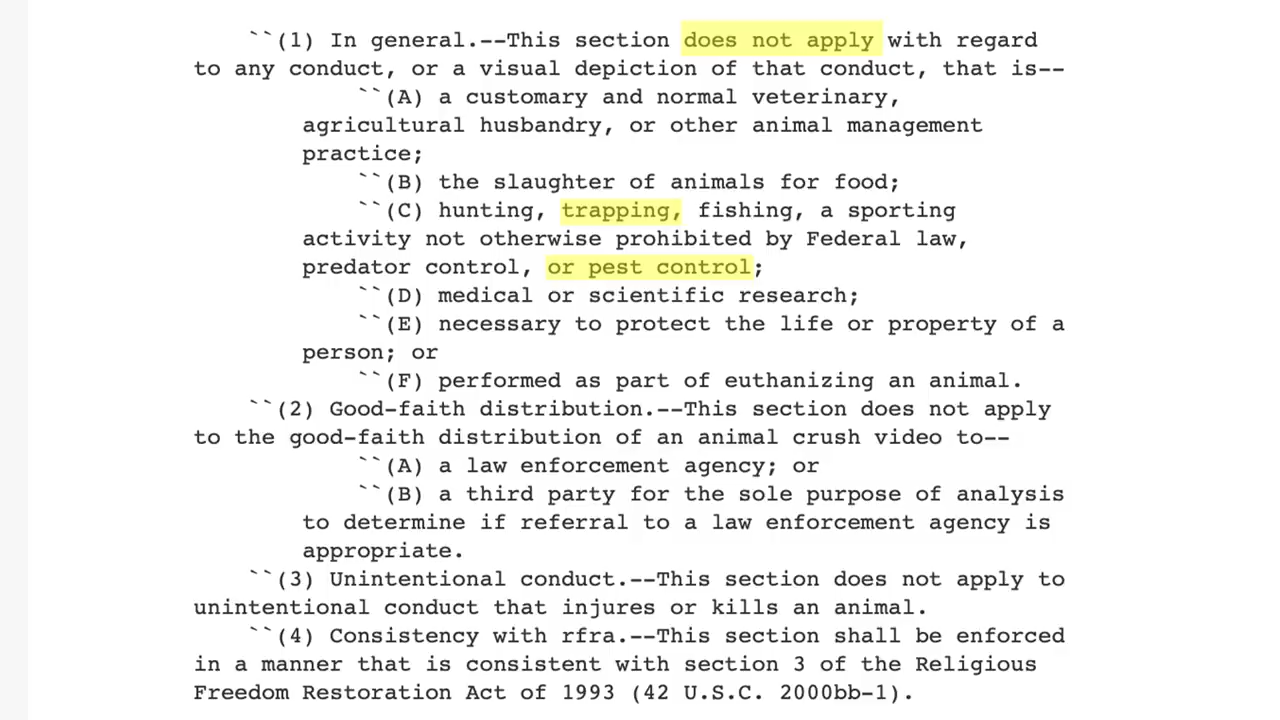 ``(1) In general.--This section does not apply with regard
to any conduct, or a visual depiction of that conduct, that is--
``(A) a customary and normal veterinary,
agricultural husbandry, or other animal management
practice;
``(B) the slaughter of animals for food;
``(C) hunting, trapping, fishing, a sporting
activity not otherwise prohibited by Federal law,
predator control, or pest control;
``(D) medical or scientific research;
``(E) necessary to protect the life or property of a
person; or
``(F) performed as part of euthanizing an animal.
``(2) Good-faith distribution.--This section does not apply
to the good-faith distribution of an animal crush video to--
``(A) a law enforcement agency; or
``(B) a third party for the sole purpose of analysis
to determine if referral to a law enforcement agency is
appropriate.
``(3) Unintentional conduct.--This section does not apply to
unintentional conduct that injures or kills an animal.
``(4) Consistency with rfra.--This section shall be enforced
in a manner that is consistent with section 3 of the Religious
Freedom Restoration Act of 1993 (42 U.S.C. 2000bb-1).